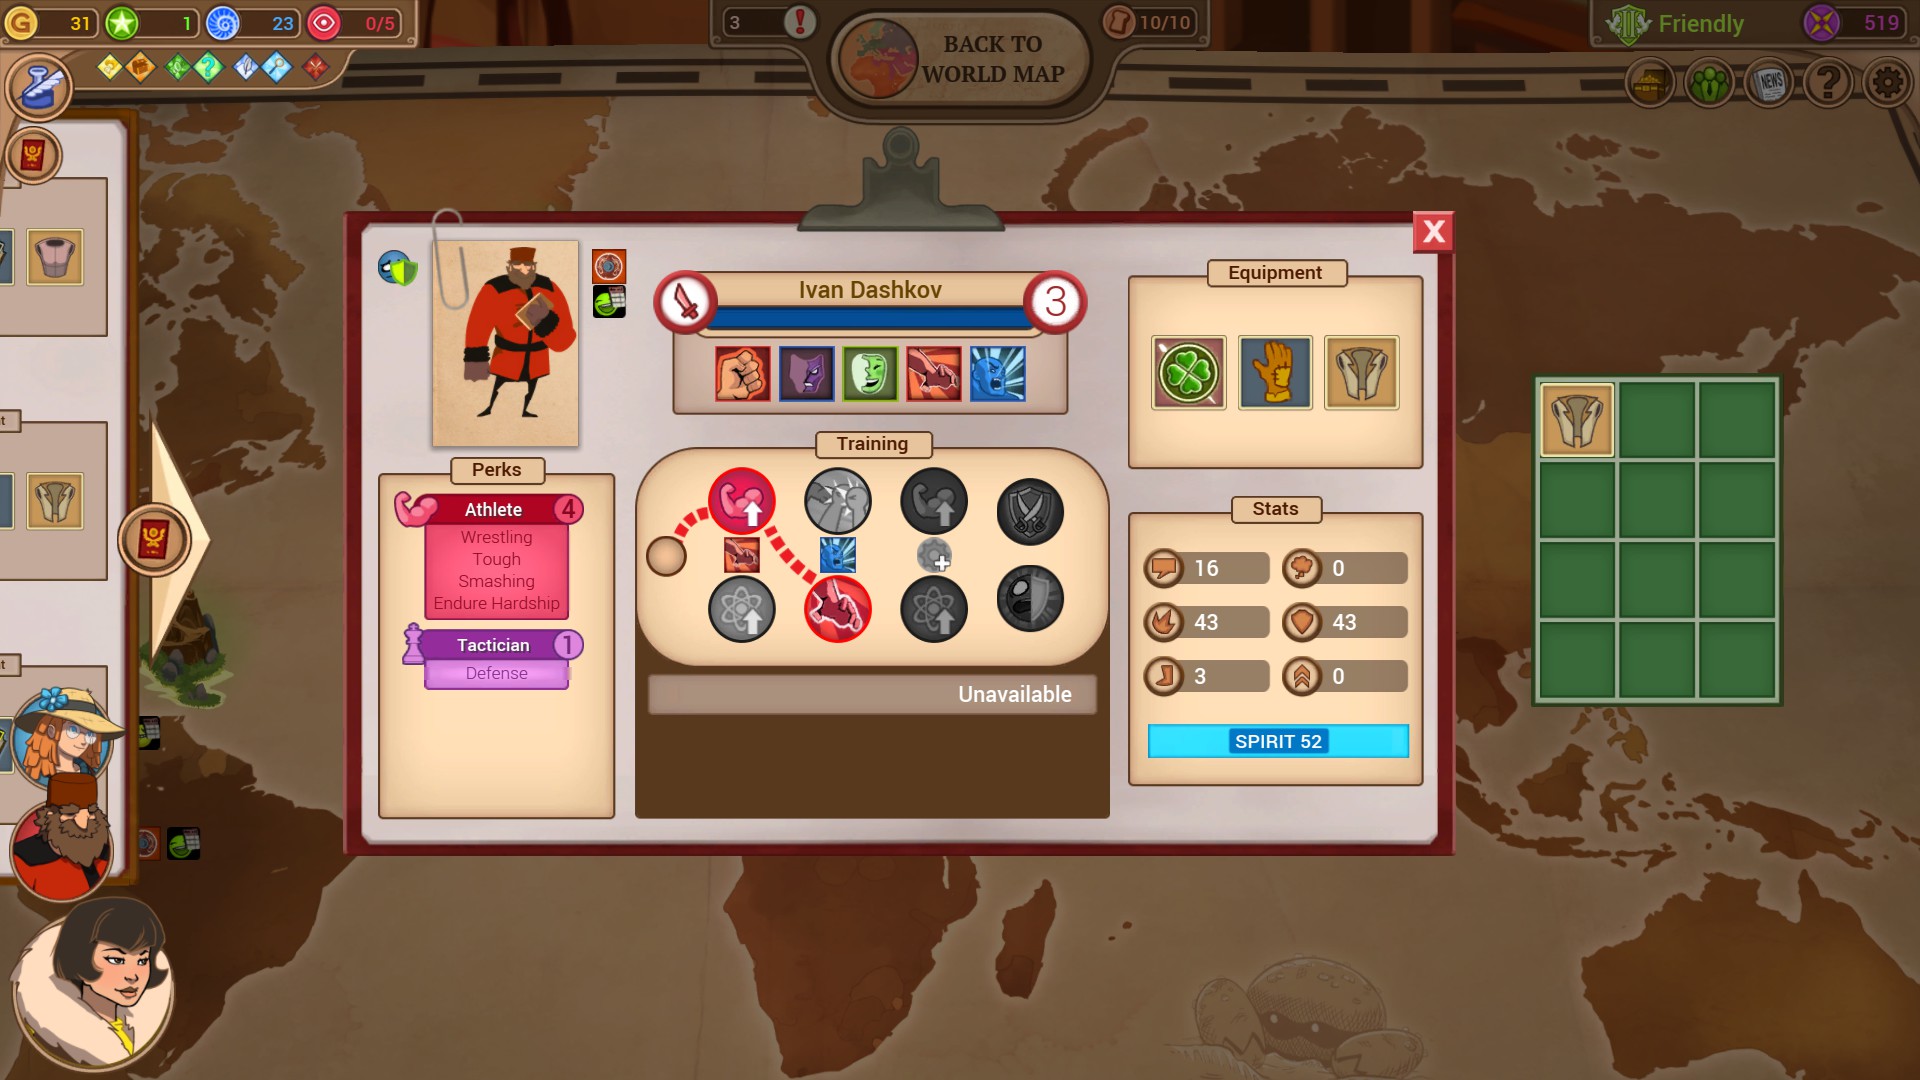 G
31
1
23
0/5
3
!
BACK TO
WORLD MAP
10/10
Friendly
519
NEWS
?
X
Ivan Dashkov
3
Equipment
Training
Perks
Athlete
4
Wrestling
Tough
Smashing
Endure Hardship
Tactician
1
Defense
Unavailable
Stats
16
0
43
43
3
0
SPIRIT 52
t
t